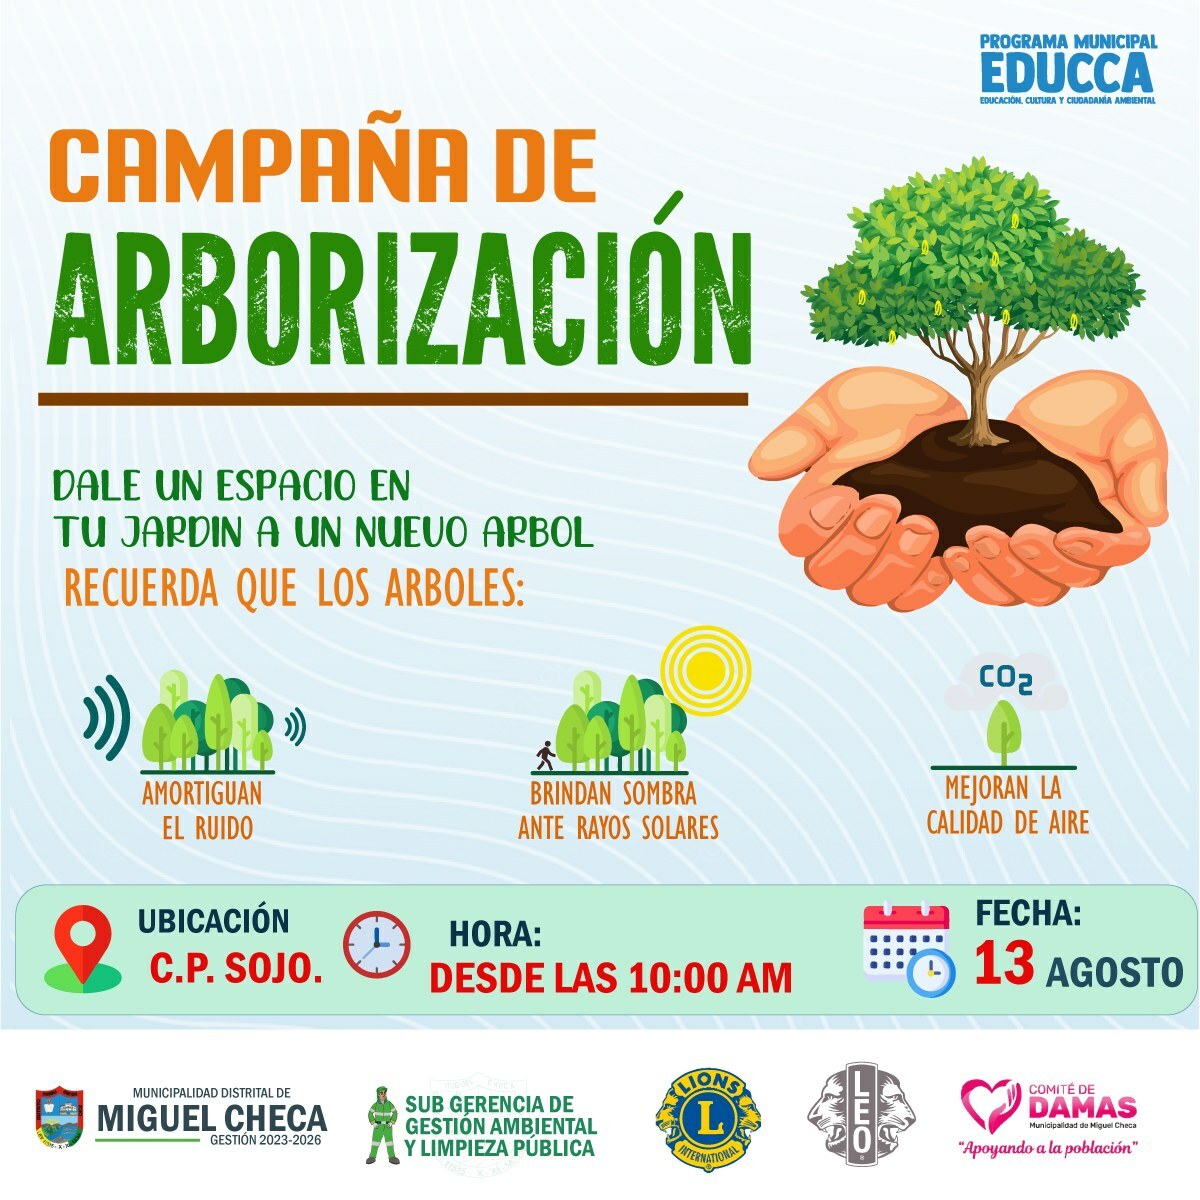 PROGRAMA MUNICIPAL
EDUCCA
EDUCACIÓN, CULTURA Y CIUDADANÍA AMBIENTAL
CAMPAÑA DE
ARBORIZACIÓN
DALE UN ESPACIO EN
TU JARDIN A UN NUEVO ARBOL
RECUERDA QUE LOS ARBOLES:
AMORTIGUAN
EL RUIDO
BRINDAN SOMBRA
ANTE RAYOS SOLARES
CO2
MEJORAN LA
CALIDAD DE AIRE
UBICACIÓN
C.P. SOJO.
HORA:
DESDE LAS 10:00 AM
FECHA:
13 AGOSTO
MUNICIPALIDAD DISTRITAL DE
MIGUEL CHECA
GESTIÓN 2023-2026
SUB GERENCIA DE
GESTIÓN AMBIENTAL
Y LIMPIEZA PÚBLICA
LIONS
L
INTERNATIONAL
LEO
COMITÉ DE
DAMAS
Municipalidad de Miguel Checa
"Apoyando a la población"